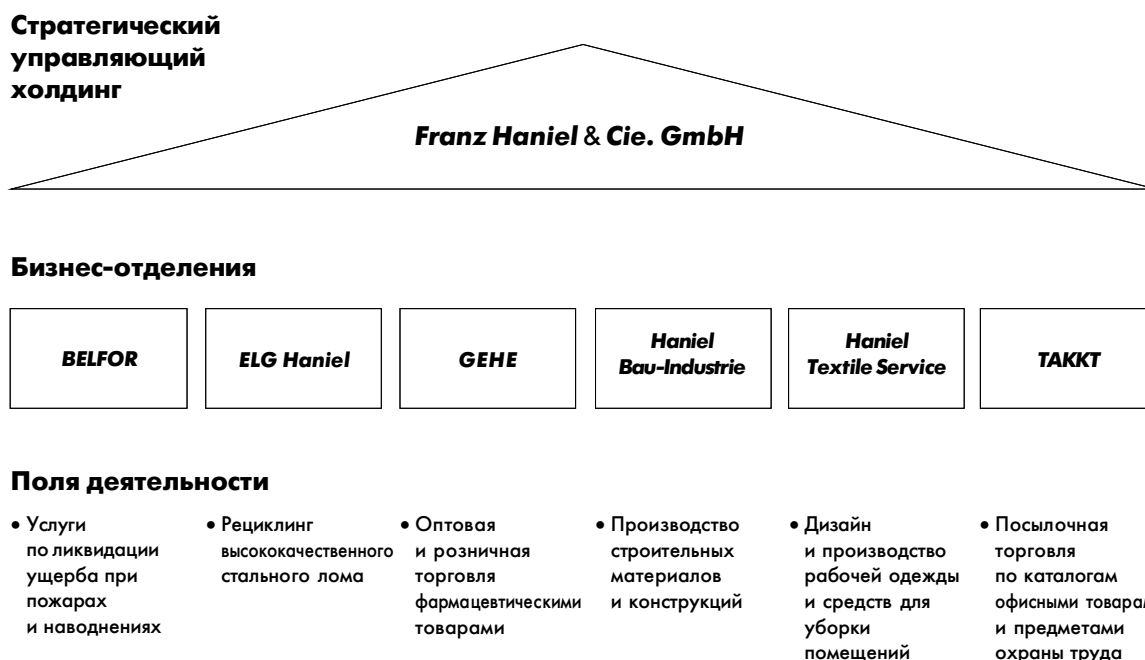 Стратегический
управляющий
холдинг
Franz Haniel & Cie. GmbH
Бизнес-отделения
BELFOR
ELG Haniel
GEHE
Haniel
Bau-Industrie
Haniel
Textile Service
TAKKT
Поля деятельности
• Услуги
по ликвидации
ущерба при
пожарах
и наводнениях
• Рециклинг
высококачественного
стального лома
• Оптовая
и розничная
торговля
фармацевтическими
товарами
• Производство
строительных
материалов
и конструкций
• Дизайн
и производство
рабочей одежды
и средств для
уборки
помещений
• Посылочная
торговля
по каталогам
офисными товарам
и предметами
охраны труда